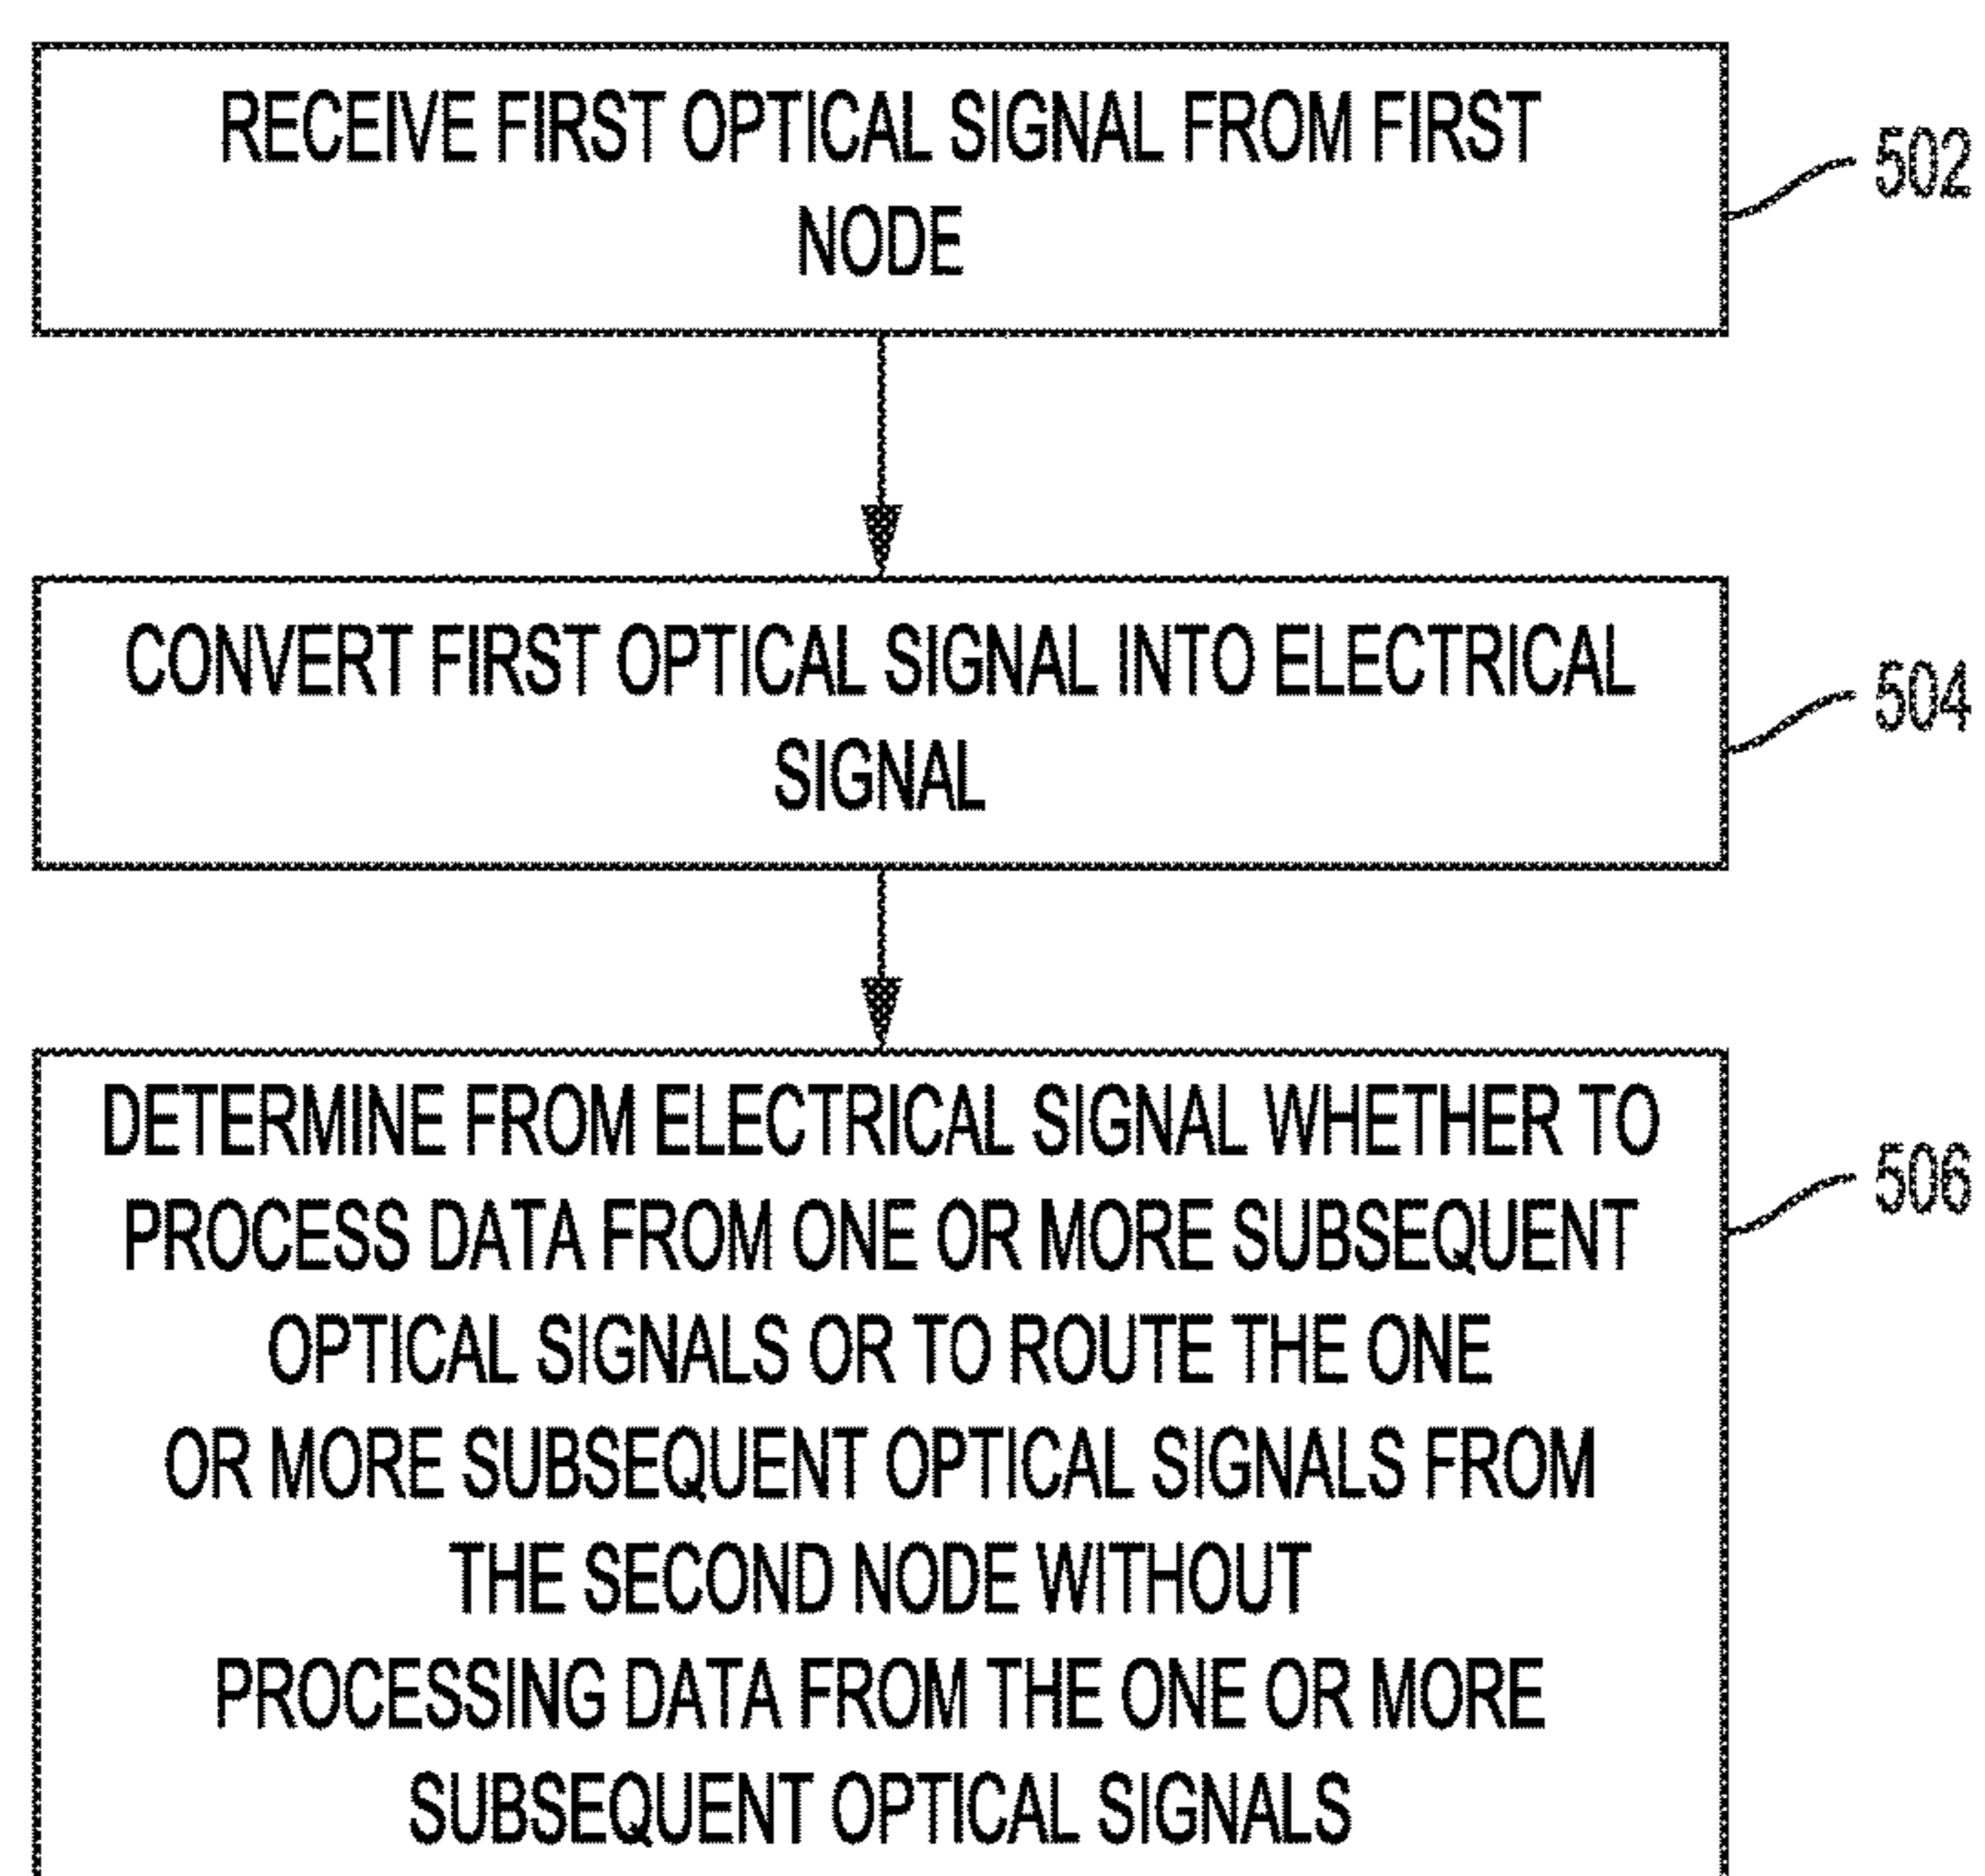 RECEIVE FIRST OPTICAL SIGNAL FROM FIRST
NODE
502
CONVERT FIRST OPTICAL SIGNAL INTO ELECTRICAL
SIGNAL
504
DETERMINE FROM ELECTRICAL SIGNAL WHETHER TO
PROCESS DATA FROM ONE OR MORE SUBSEQUENT
OPTICAL SIGNALS OR TO ROUTE THE ONE
OR MORE SUBSEQUENT OPTICAL SIGNALS FROM
THE SECOND NODE WITHOUT
PROCESSING DATA FROM THE ONE OR MORE
SUBSEQUENT OPTICAL SIGNALS
506